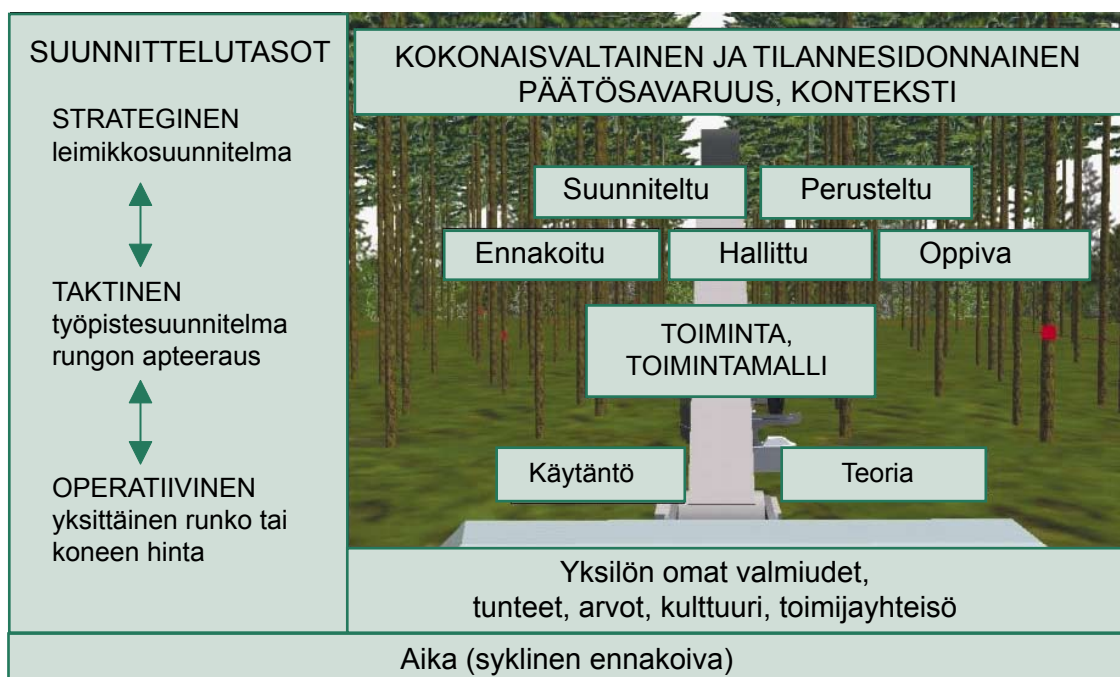 SUUNNITTELUTASOT
STRATEGINEN
leimikkosuunnitelma
TAKTINEN
työpistesuunnitelma
rungon apteeraus
OPERATIIVINEN
yksittäinen runko tai
koneen hinta
KOKONAISVALTAINEN JA TILANNESIDONNAINEN
PÄÄTÖSAVARUUS, KONTEKSTI
Suunniteltu
Perusteltu
Ennakoitu
Hallittu
Oppiva
TOIMINTA,
TOIMINTAMALLI
Käytäntö
Teoria
Yksilön omat valmiudet,
tunteet, arvot, kulttuuri, toimijayhteisö
Aika (syklinen ennakoiva)